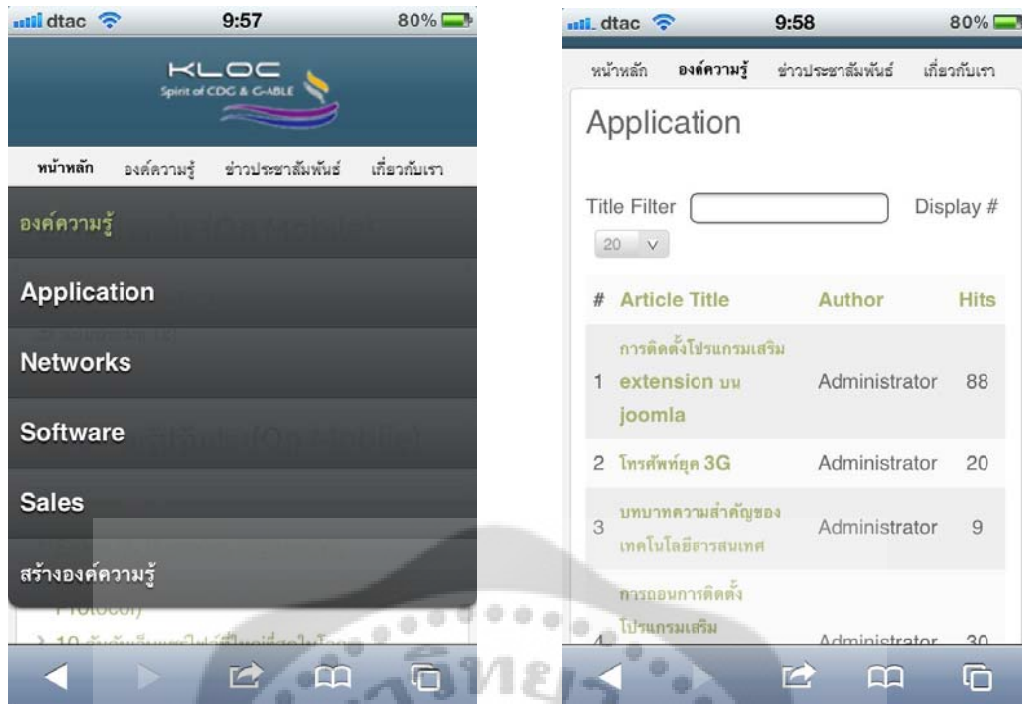 dtac 9:57 80%
KLOC
Spirit of CDG & G-ABLE
หน้าหลัก องค์ความรู้ ข่าวประชาสัมพันธ์ เกี่ยวกับเรา
องค์ความรู้
Application
Networks
Software
Sales
สร้างองค์ความรู้
Protocol)
dtac 9:58 80%
หน้าหลัก องค์ความรู้ ข่าวประชาสัมพันธ์ เกี่ยวกับเรา
Application
Title Filter Display #
20
# Article Title Author Hits
การติดตั้งโปรแกรมเสริม
1 extension บน Administrator 88
joomla
2 โทรศัพท์ยุค 3G Administrator 20
บทบาทความสำคัญของ
3 Administrator 9
เทคโนโลยีสารสนเทศ
การถอนการติดตั้ง
โปรแกรมเสริม
4 Administrator 30